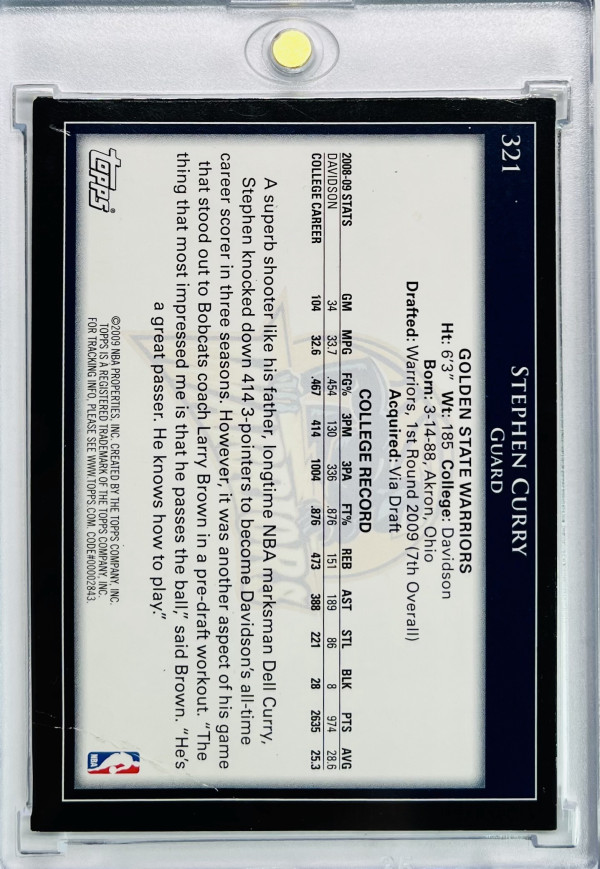 321
STEPHEN CURRY
GUARD
GOLDEN STATE WARRIORS
Ht: 6'3" Wt: 185 College: Davidson
Born: 3-14-88, Akron, Ohio
Drafted: Warriors, 1st Round 2009 (7th Overall)
Acquired: Via Draft
COLLEGE RECORD
2008-09 STATS GM MPG FG% 3PM 3PA FT% REB AST STL BLK PTS AVG
DAVIDSON 34 33.7 .454 130 336 .876 151 189 86 8 974 28.6
COLLEGE CAREER 104 32.6 .467 414 1004 .876 473 388 221 28 2635 25.3
A superb shooter like his father, longtime NBA marksman Dell Curry,
Stephen knocked down 414 3-pointers to become Davidson's all-time
career scorer in three seasons. However, it was another aspect of his game
that stood out to Bobcats coach Larry Brown in a pre-draft workout. "The
thing that most impressed me is that he passes the ball," said Brown. "He's
a great passer. He knows how to play."
topps®
©2009 NBA PROPERTIES, INC. CREATED BY THE TOPPS COMPANY, INC.
TOPPS IS A REGISTERED TRADEMARK OF THE TOPPS COMPANY, INC.
FOR TRACKING INFO, PLEASE SEE WWW.TOPPS.COM. CODE#00002843.
NBA